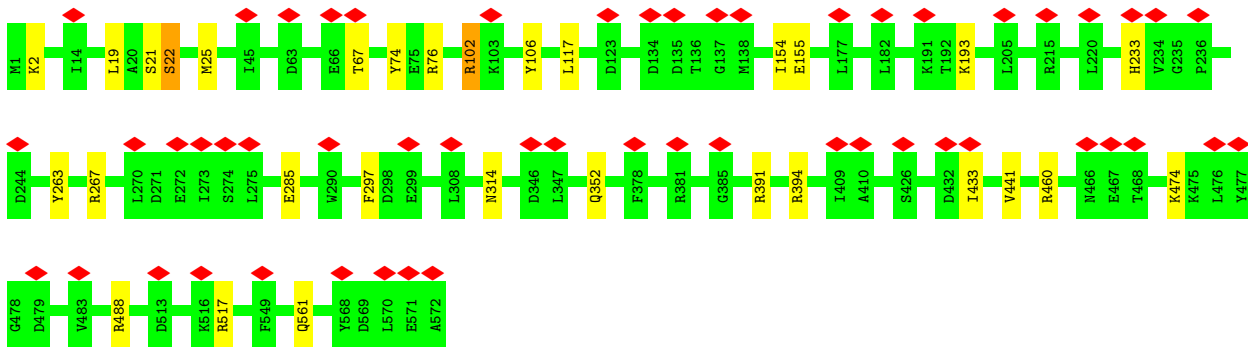 M1 K2 I14 L19 A20 S21 S22 M25 I45 D63 E66 T67 Y74 E75 R76 R102 K103 Y106 L117 D123 D134 D135 T136 G137 M138 I154 E155 L177 L182 K191 T192 K193 L205 R215 L220 H233 V234 G235 P236
D244 Y263 R267 L270 D271 E272 I273 S274 L275 E285 W290 F297 D298 E299 L308 N314 D346 L347 Q352 F378 R381 G385 R391 R394 I409 A410 S426 D432 I433 V441 R460 N466 E467 T468 K474 K475 L476 Y477
G478 D479 V483 R488 D513 K516 R517 F549 Q561 Y568 D569 L570 E571 A572